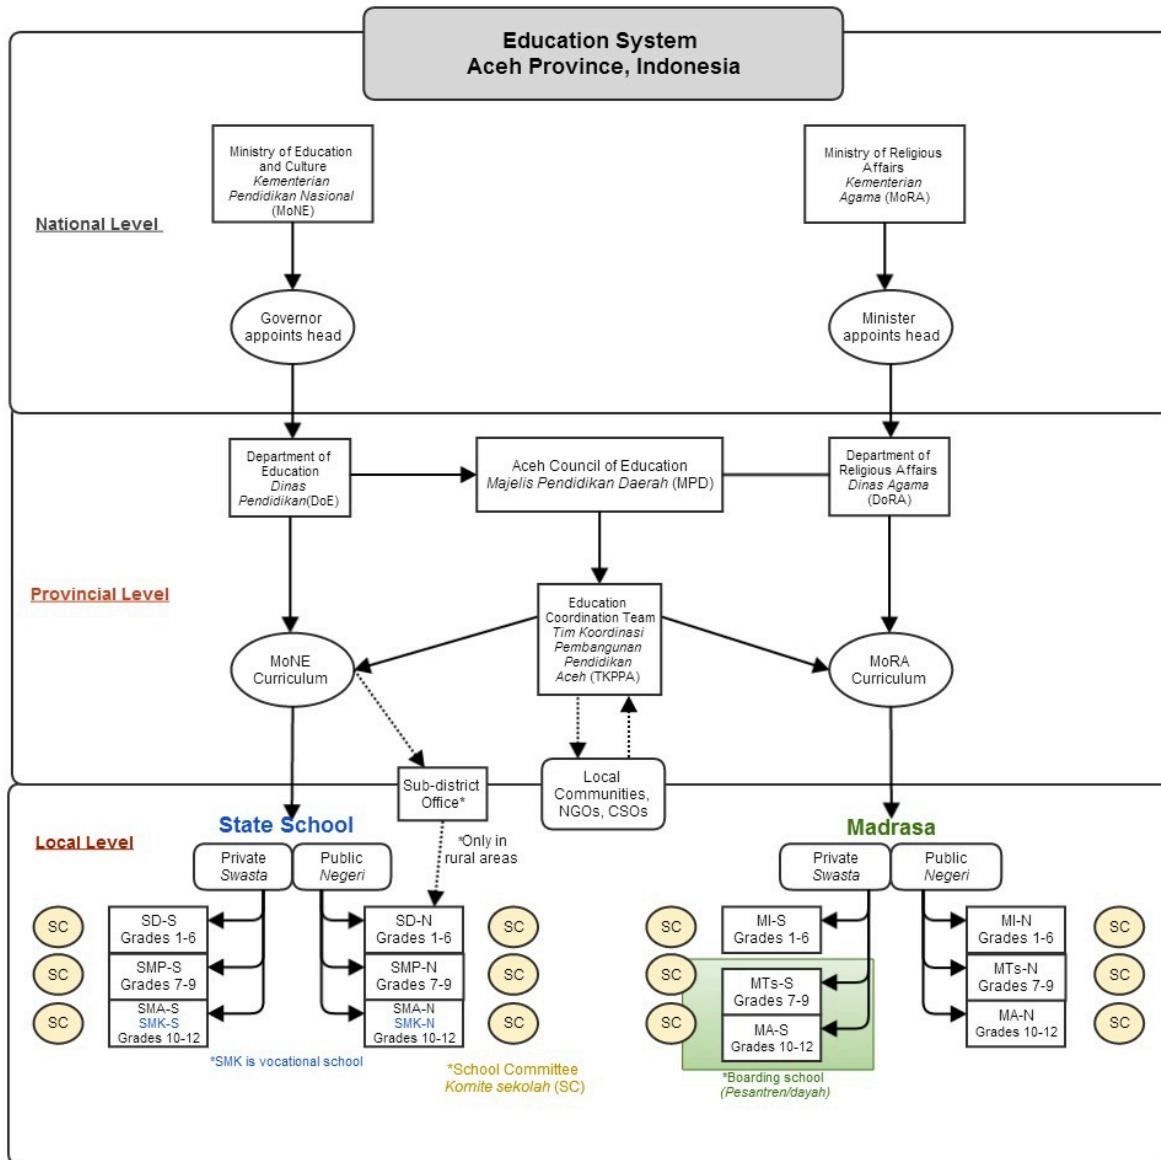 Education System
Aceh Province, Indonesia
Ministry of Education
and Culture
Kementerian
Pendidikan Nasional
(MoNE)
Ministry of Religious
Affairs
Kementerian
Agama (MoRA)
National Level
Governor
appoints head
Minister
appoints head
Department of
Education
Dinas
Pendidikan(DoE)
Aceh Council of Education
Majelis Pendidikan Daerah (MPD)
Department of
Religious Affairs
Dinas Agama
(DoRA)
Provincial Level
Education
Coordination Team
Tim Koordinasi
Pembangunan
Pendidikan
Aceh (TKPPA)
MoNE
Curriculum
MoRA
Curriculum
Sub-district
Office*
Local
Communities,
NGOs, CSOs
*Only in
rural areas
Local Level
State School
Private
Swasta
Public
Negeri
Madrasa
Private
Swasta
Public
Negeri
SC
SD-S
Grades 1-6
SD-N
Grades 1-6
SC
SC
MI-S
Grades 1-6
MI-N
Grades 1-6
SC
SC
SMP-S
Grades 7-9
SMP-N
Grades 7-9
SC
SC
MTs-S
Grades 7-9
MTs-N
Grades 7-9
SC
SC
SMA-S
SMK-S
Grades 10-12
SMA-N
SMK-N
Grades 10-12
SC
SC
MA-S
Grades 10-12
MA-N
Grades 10-12
SC
*SMK is vocational school
*School Committee
Komite sekolah (SC)
*Boarding school
(Pesantren/dayah)